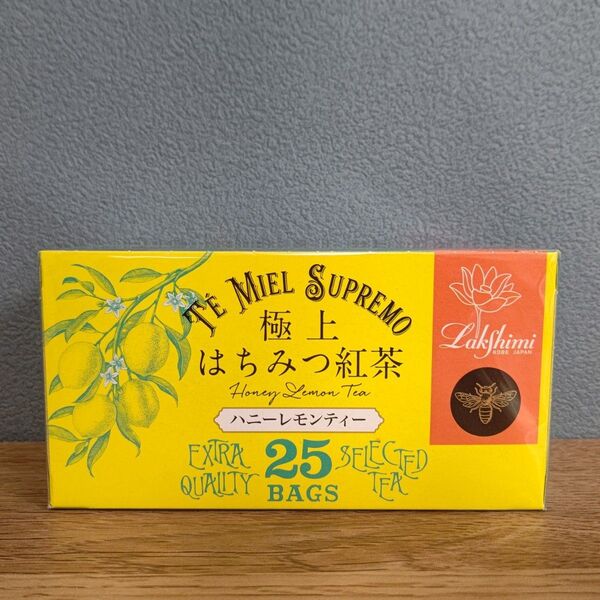 TÉ MIEL SUPREMO
極上
はちみつ紅茶
Honey Lemon Tea
ハニーレモンティー
EXTRA QUALITY
25 BAGS
SELECTED TEA
Lakshimi
KOBE JAPAN